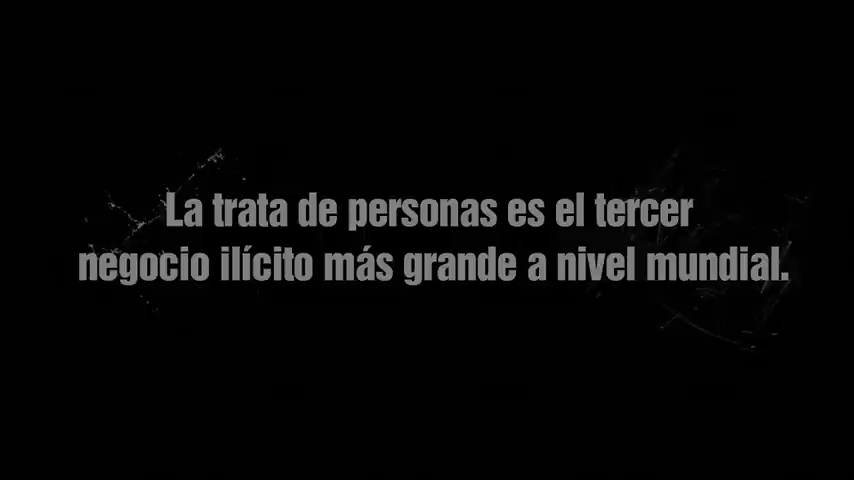 La trata de personas es el tercer
negocio ilícito más grande a nivel mundial.